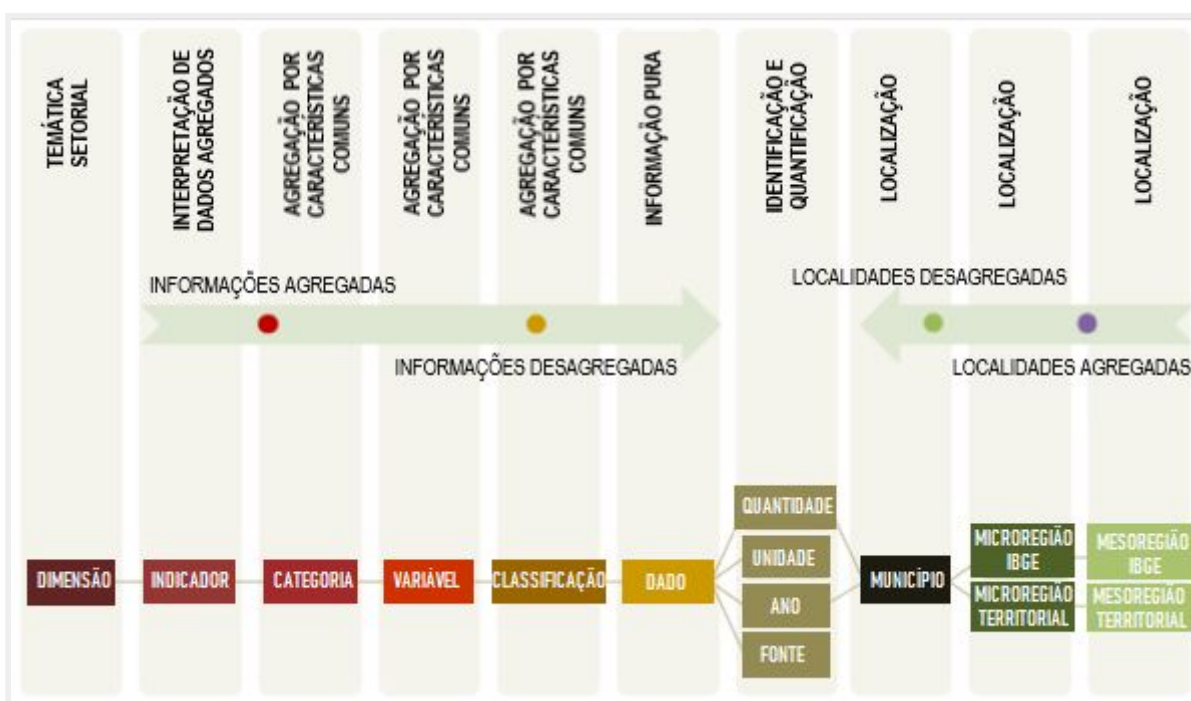 TEMÁTICA
SETORIAL
INTERPRETAÇÃO DE
DADOS AGREGADOS
AGREGAÇÃO POR
CARACTERÍSTICAS
COMUNS
AGREGAÇÃO POR
CARACTERÍSTICAS
COMUNS
AGREGAÇÃO POR
CARACTERÍSTICAS
COMUNS
INFORMAÇÃO PURA
IDENTIFICAÇÃO E
QUANTIFICAÇÃO
LOCALIZAÇÃO
LOCALIZAÇÃO
LOCALIZAÇÃO
INFORMAÇÕES AGREGADAS
LOCALIDADES DESAGREGADAS
INFORMAÇÕES DESAGREGADAS
LOCALIDADES AGREGADAS
DIMENSÃO
INDICADOR
CATEGORIA
VARIÁVEL
CLASSIFICAÇÃO
DADO
QUANTIDADE
UNIDADE
ANO
FONTE
MUNICÍPIO
MICROREGIÃO
IBGE
MICROREGIÃO
TERRITORIAL
MESOREGIÃO
IBGE
MESOREGIÃO
TERRITORIAL